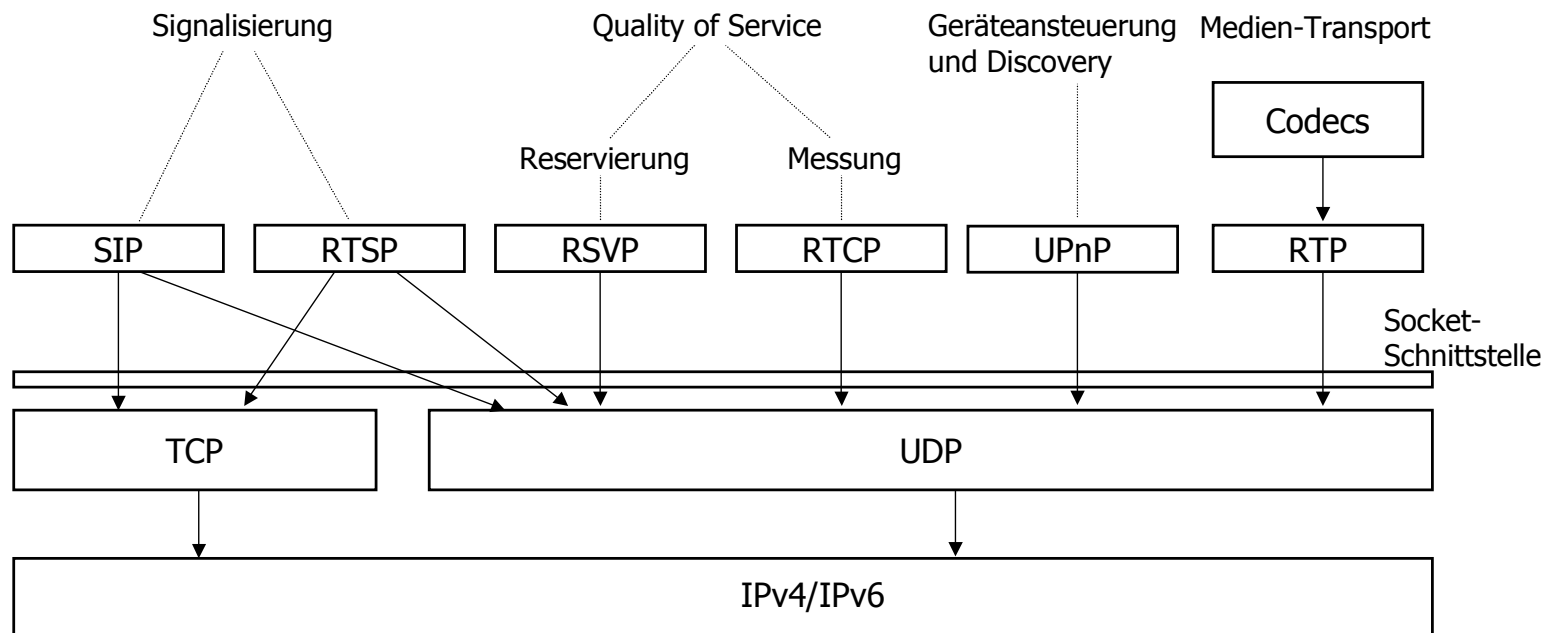 Signalisierung
Quality of Service
Geräteansteuerung
und Discovery
Medien-Transport
Codecs
Reservierung
Messung
SIP
RTSP
RSVP
RTCP
UPnP
RTP
Socket-
Schnittstelle
TCP
UDP
IPv4/IPv6